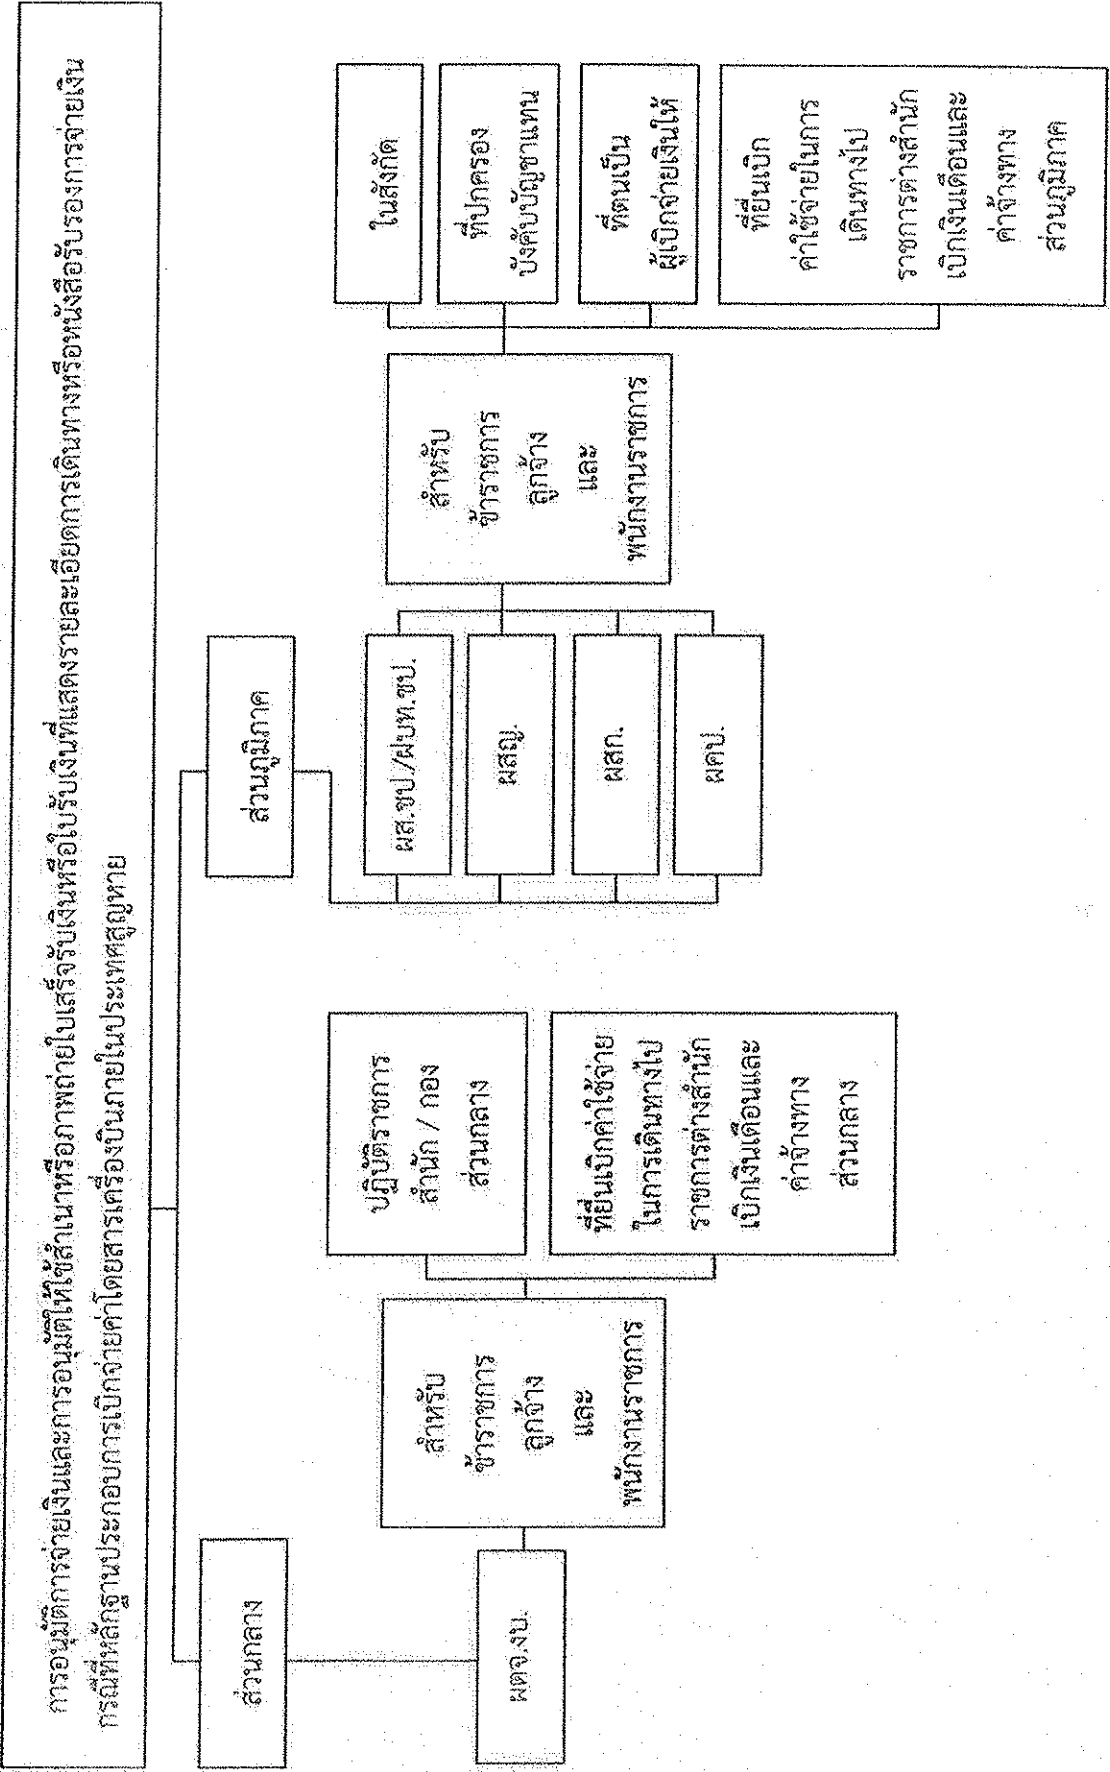 การอนุมัติการจ่ายเงินและการอนุมัติให้ใช้สำเนาหรือภาพถ่ายใบเสร็จรับเงินหรือใบรับเงินที่แสดงรายละเอียดการเดินทางหรือหนังสือรับรองการจ่ายเงิน
กรณีที่หลักฐานประกอบการเบิกจ่ายค่าโดยสารเครื่องบินภายในประเทศสูญหาย
ส่วนกลาง
ผตจ.งบ.
สำหรับ
ข้าราชการ
ลูกจ้าง
และ
พนักงานราชการ
ปฏิบัติราชการ
สำนัก / กอง
ส่วนกลาง
ที่ยื่นเบิกค่าใช้จ่าย
ในการเดินทางไป
ราชการต่างสำนัก
เบิกเงินเดือนและ
ค่าจ้างทาง
ส่วนกลาง
ส่วนภูมิภาค
ผส.ชป./ฝบท.ชป.
ผสญ.
ผสก.
ผคป.
สำหรับ
ข้าราชการ
ลูกจ้าง
และ
พนักงานราชการ
ในสังกัด
ที่ปกครอง
บังคับบัญชาแทน
ที่ตนเป็น
ผู้เบิกจ่ายเงินให้
ที่ยื่นเบิก
ค่าใช้จ่ายในการ
เดินทางไป
ราชการต่างสำนัก
เบิกเงินเดือนและ
ค่าจ้างทาง
ส่วนภูมิภาค